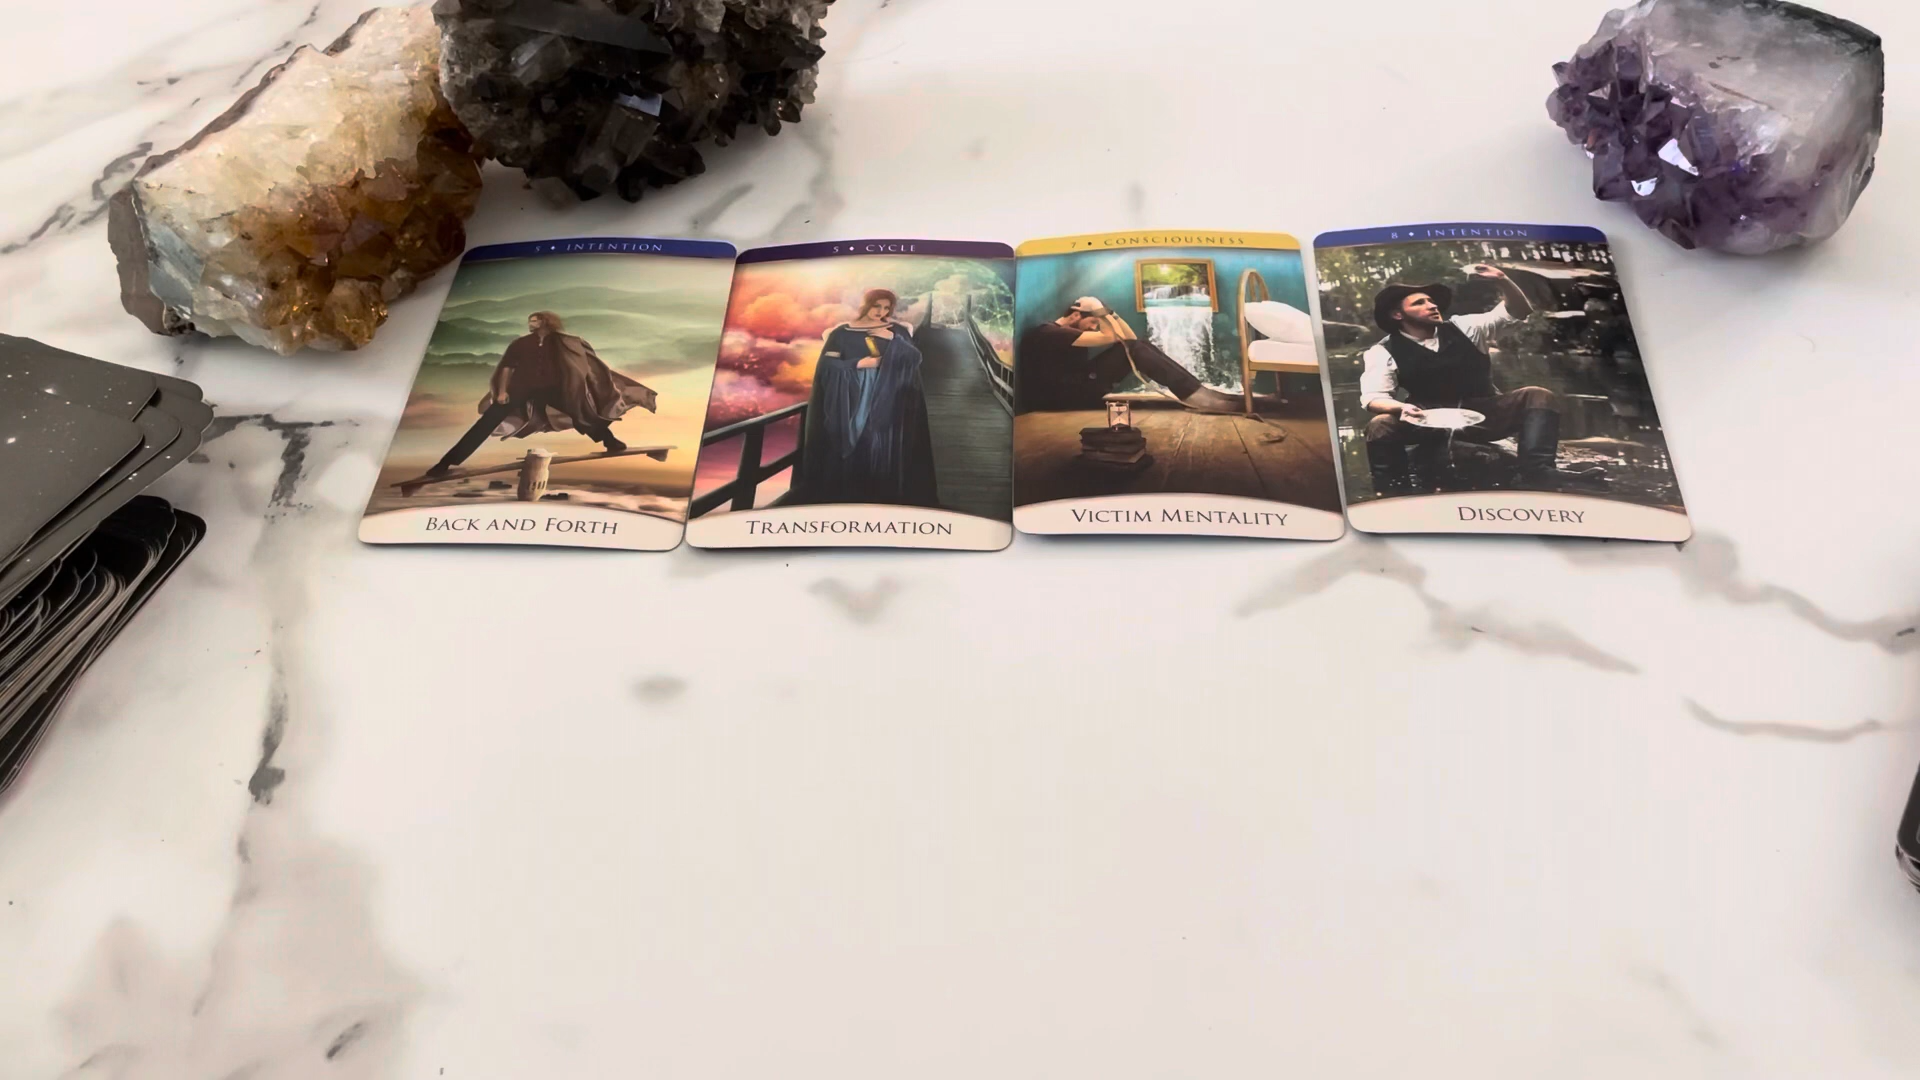 5 • INTENTION
BACK AND FORTH
5 • CYCLE
TRANSFORMATION
7 • CONSCIOUSNESS
VICTIM MENTALITY
8 • INTENTION
DISCOVERY